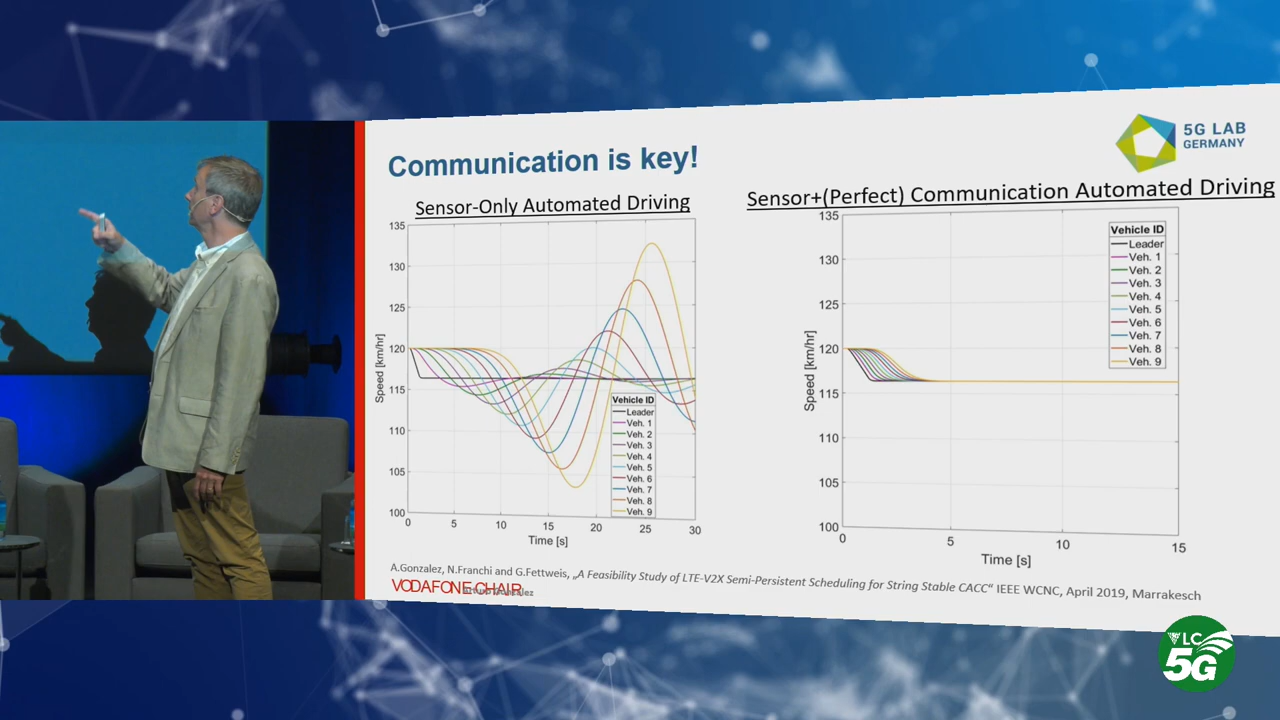 Communication is key!
5G LAB
GERMANY
Sensor-Only Automated Driving
Sensor+(Perfect) Communication Automated Driving
Speed [km/hr]
135
130
125
120
115
110
105
100
0 5 10 15 20 25 30
Time [s]
Vehicle ID
Leader
Veh. 1
Veh. 2
Veh. 3
Veh. 4
Veh. 5
Veh. 6
Veh. 7
Veh. 8
Veh. 9
Speed [km/hr]
135
130
125
120
115
110
105
100
0 5 10 15
Time [s]
Vehicle ID
Leader
Veh. 1
Veh. 2
Veh. 3
Veh. 4
Veh. 5
Veh. 6
Veh. 7
Veh. 8
Veh. 9
A.Gonzalez, N.Franchi and G.Fettweis, „A Feasibility Study of LTE-V2X Semi-Persistent Scheduling for String Stable CACC“ IEEE WCNC, April 2019, Marrakesch
VODAFONE CHAIR
VLC
5G